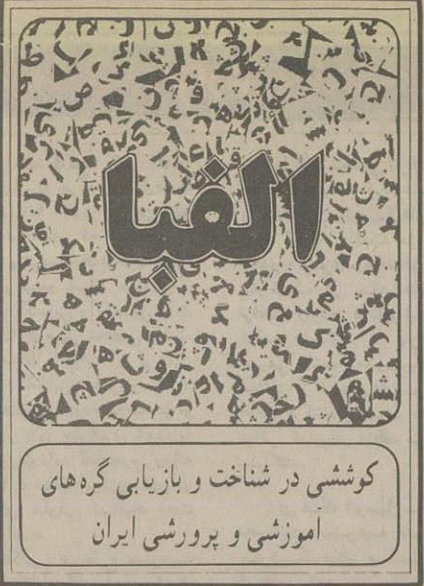 الفبا
کوششی در شناخت و بازیابی گره‌های
آموزشی و پرورشی ایران